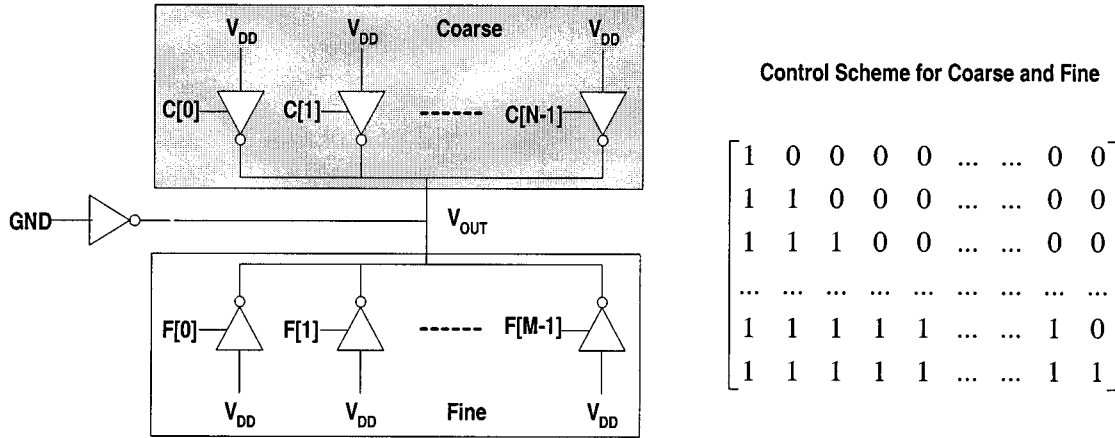 Coarse
V_DD V_DD V_DD
C[0] C[1] C[N-1]
GND V_OUT
F[0] F[1] F[M-1]
V_DD V_DD V_DD
Fine
Control Scheme for Coarse and Fine
1 0 0 0 0 ... ... 0 0
1 1 0 0 0 ... ... 0 0
1 1 1 0 0 ... ... 0 0
... ... ... ... ... ... ... ... ...
1 1 1 1 1 ... ... 1 0
1 1 1 1 1 ... ... 1 1